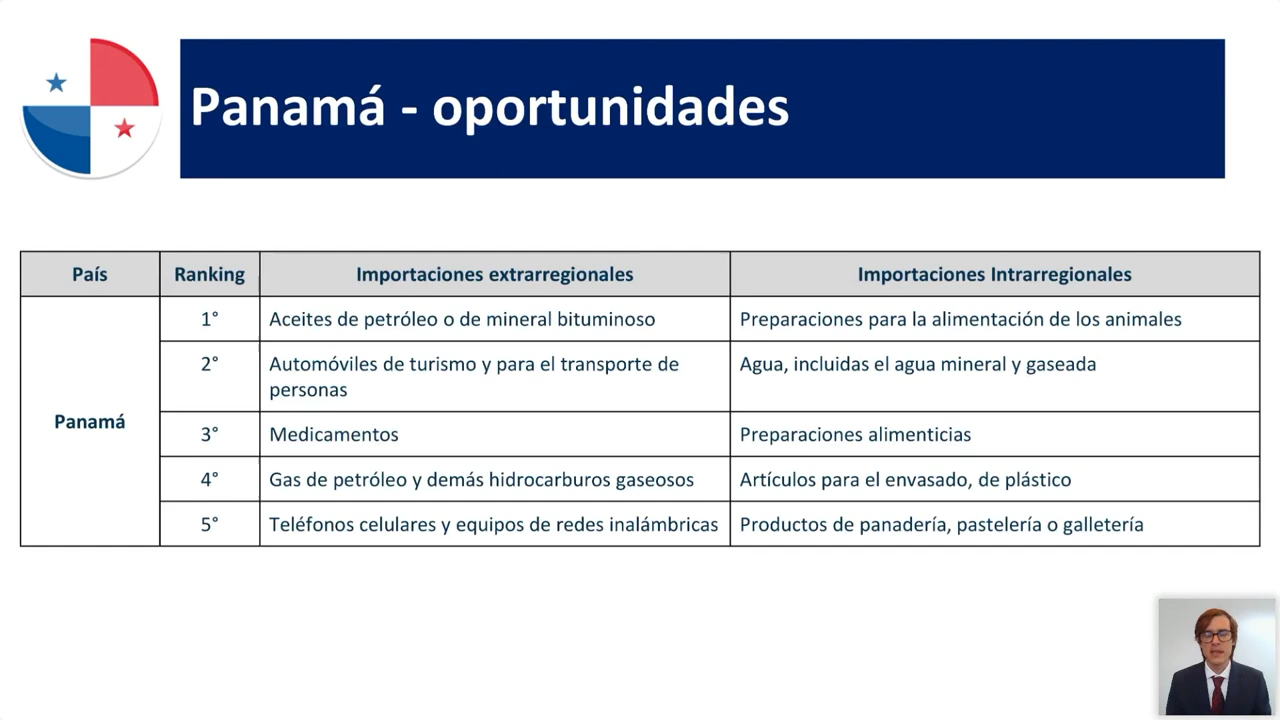 Panamá - oportunidades
País Ranking Importaciones extrarregionales Importaciones Intrarregionales
Panamá
1° Aceites de petróleo o de mineral bituminoso Preparaciones para la alimentación de los animales
2° Automóviles de turismo y para el transporte de Agua, incluidas el agua mineral y gaseada
personas
3° Medicamentos Preparaciones alimenticias
4° Gas de petróleo y demás hidrocarburos gaseosos Artículos para el envasado, de plástico
5° Teléfonos celulares y equipos de redes inalámbricas Productos de panadería, pastelería o galletería